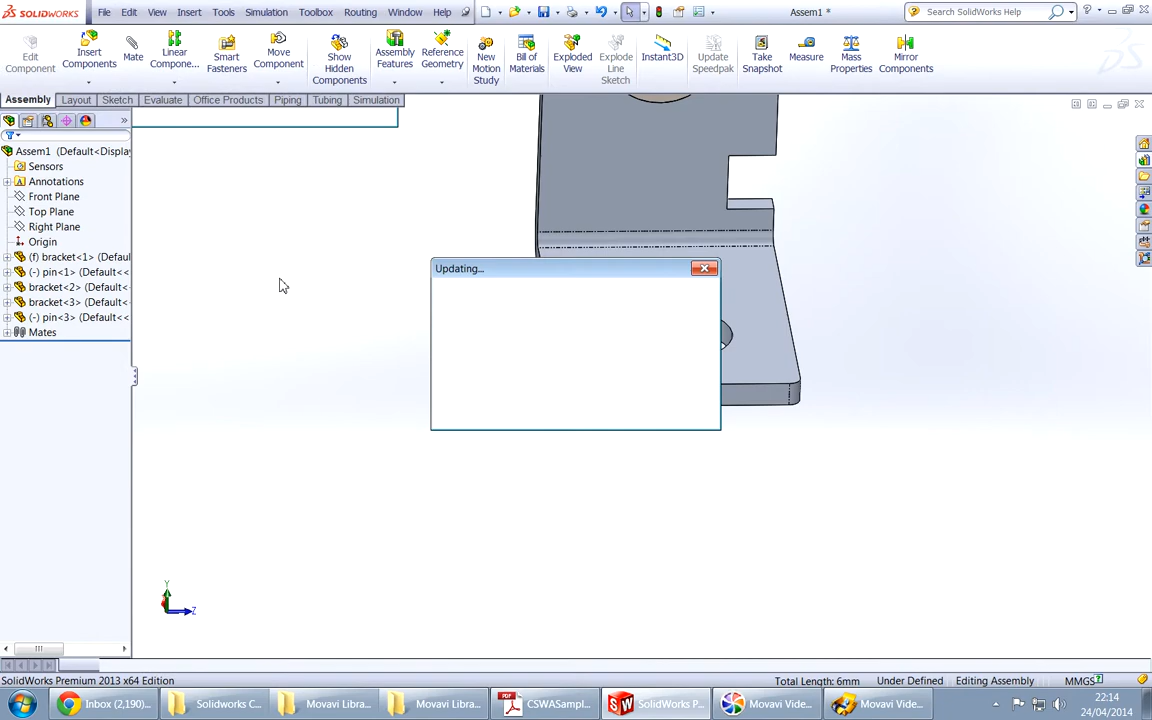 SOLIDWORKS File Edit View Insert Tools Simulation Toolbox Routing Window Help Assem1 * Search SolidWorks Help
Edit Component
Insert Components
Mate
Linear Compone...
Smart Fasteners
Move Component
Show Hidden Components
Assembly Features
Reference Geometry
New Motion Study
Bill of Materials
Exploded View
Explode Line Sketch
Instant3D
Update Speedpak
Take Snapshot
Measure
Mass Properties
Mirror Components
Assembly Layout Sketch Evaluate Office Products Piping Tubing Simulation
Assem1 (Default<Display
Sensors
Annotations
Front Plane
Top Plane
Right Plane
Origin
(f) bracket<1> (Defaul
(-) pin<1> (Default<<
bracket<2> (Default<
bracket<3> (Default<
(-) pin<3> (Default<<
Mates
Updating...
Y
Z
SolidWorks Premium 2013 x64 Edition Total Length: 6mm Under Defined Editing Assembly MMGS
Inbox (2,190)... Solidworks C... Movavi Libra... Movavi Libra... CSWASampl... SolidWorks P... Movavi Vide... Movavi Vide... 22:14
24/04/2014